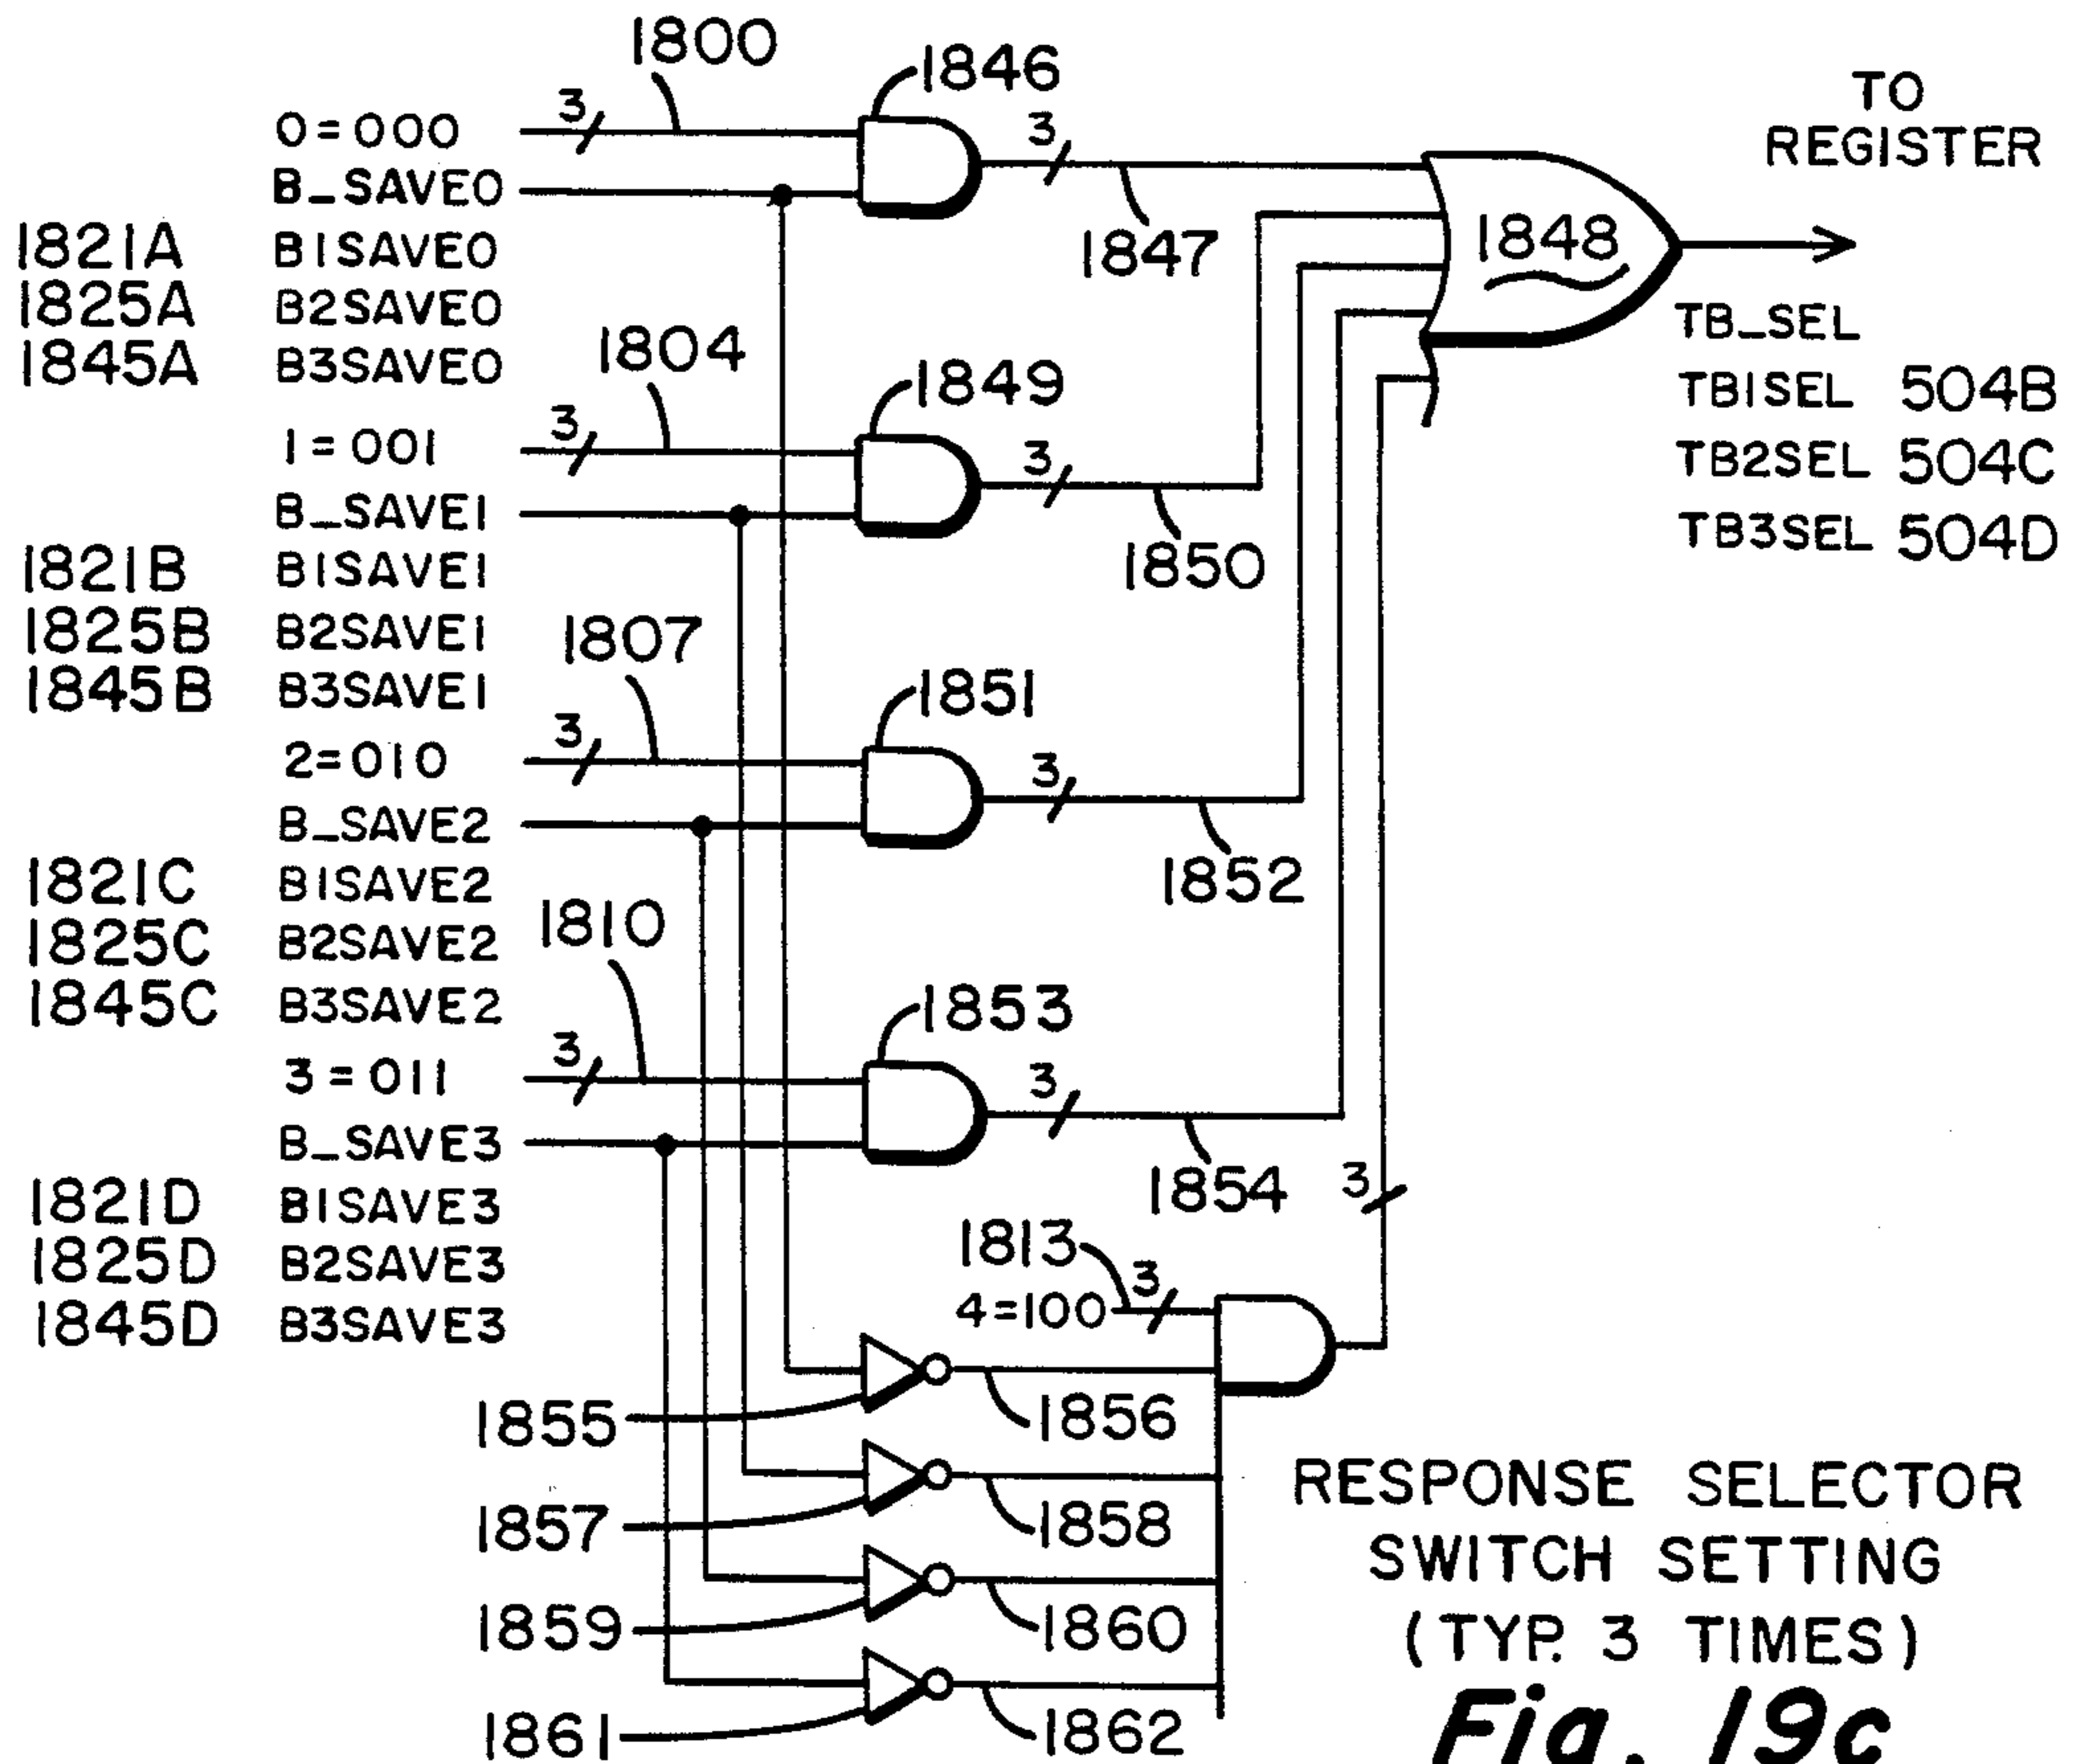 1800
1846
TO
REGISTER
3
0=000
3
B_SAVE0
1848
1821A B1SAVE0
1847
1825A B2SAVE0
TB_SEL
1845A B3SAVE0
1804
1849
TB1SEL 504B
3
1=001
3
TB2SEL 504C
B_SAVE1
TB3SEL 504D
1850
1821B B1SAVE1
1825B B2SAVE1
1807
1845B B3SAVE1
1851
3
2=010
3
B_SAVE2
1852
1821C B1SAVE2
1810
1825C B2SAVE2
1845C B3SAVE2
1853
3
3=011
3
B_SAVE3
1854
3
1821D B1SAVE3
1813
1825D B2SAVE3
3
4=100
1845D B3SAVE3
1855
1856
1857
1858
1859
1860
1861
1862
RESPONSE SELECTOR
SWITCH SETTING
(TYP. 3 TIMES)
Fig. 19c